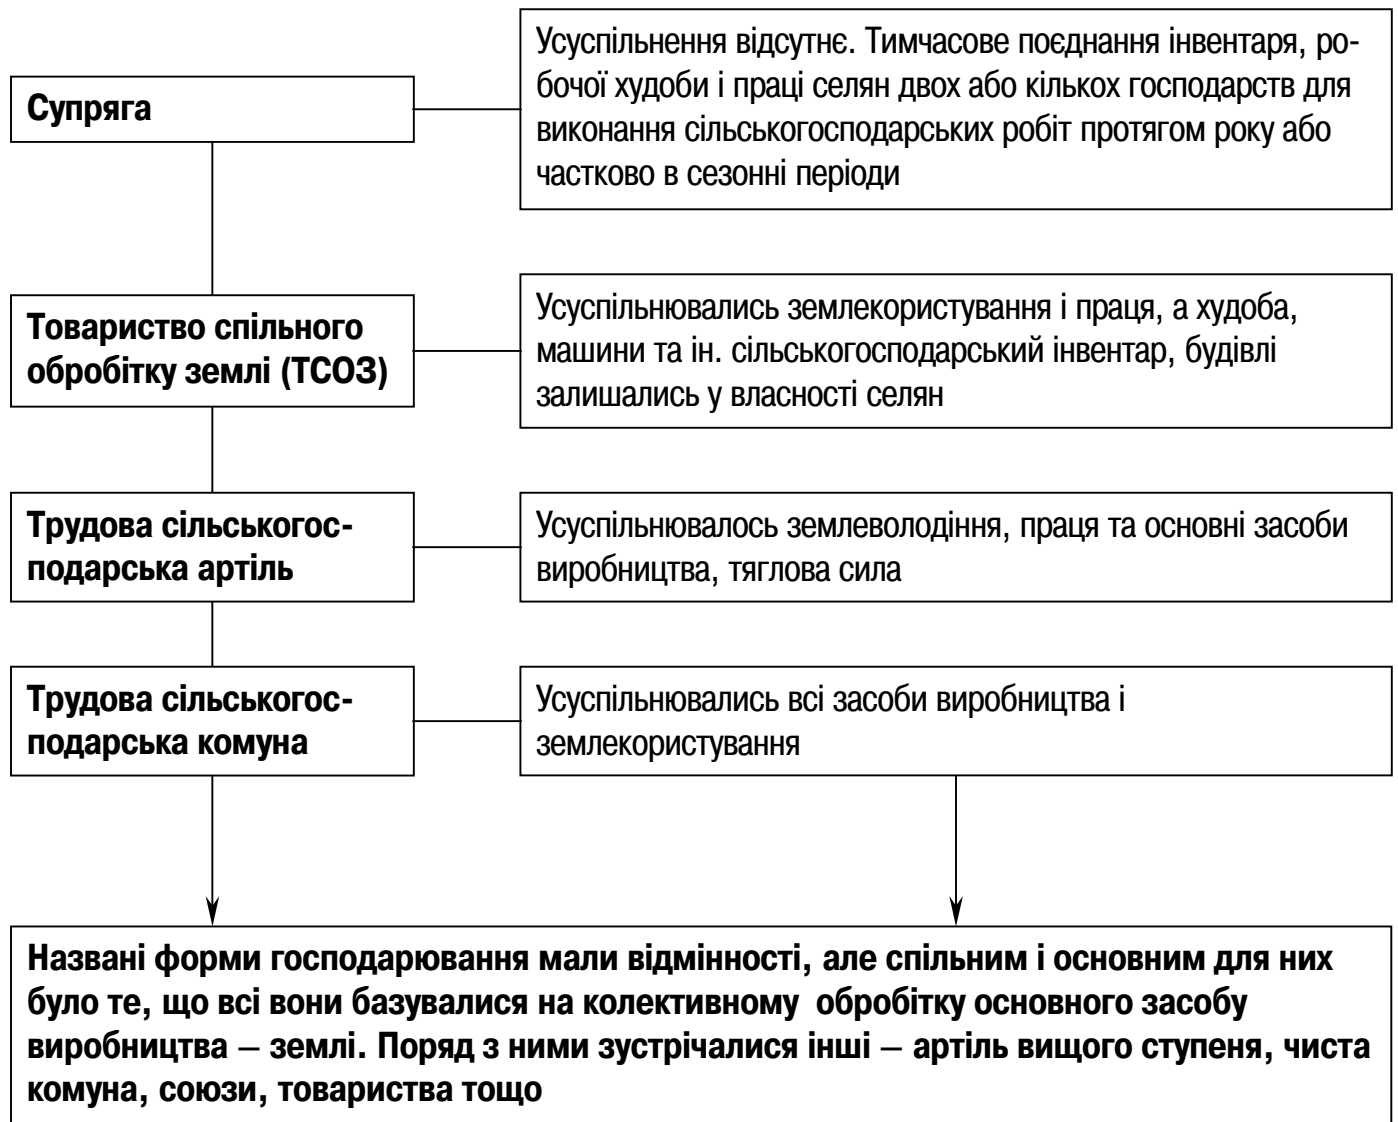 Супряга
Усуспільнення відсутнє. Тимчасове поєднання інвентаря, ро-
бочої худоби і праці селян двох або кількох господарств для
виконання сільськогосподарських робіт протягом року або
частково в сезонні періоди
Товариство спільного
обробітку землі (ТСОЗ)
Усуспільнювались землекористування і праця, а худоба,
машини та ін. сільськогосподарський інвентар, будівлі
залишались у власності селян
Трудова сільськогос-
подарська артіль
Усуспільнювалось землеволодіння, праця та основні засоби
виробництва, тяглова сила
Трудова сільськогос-
подарська комуна
Усуспільнювались всі засоби виробництва і
землекористування
Названі форми господарювання мали відмінності, але спільним і основним для них
було те, що всі вони базувалися на колективному обробітку основного засобу
виробництва – землі. Поряд з ними зустрічалися інші – артіль вищого ступеня, чиста
комуна, союзи, товариства тощо